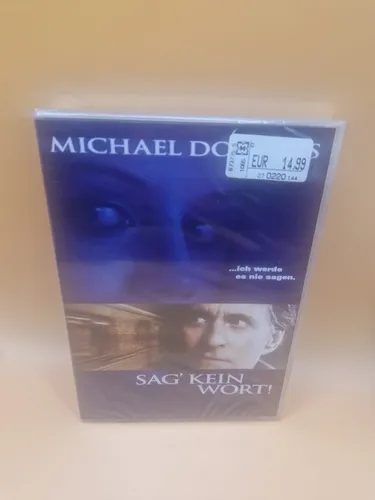 MICHAEL DO
S
EUR 14.99
...ich werde
es nie sagen.
SAG' KEIN
WORT!